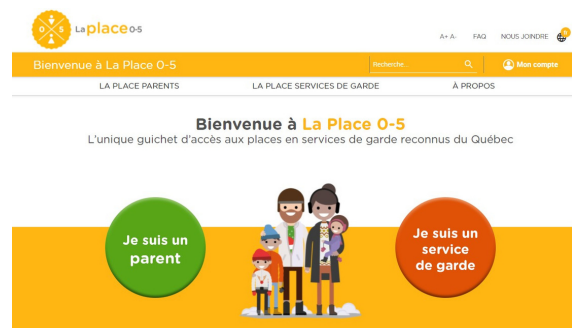 0 5 La place 0-5
A+ A- FAQ NOUS JOINDRE
Bienvenue à La Place 0-5 Recherche... Mon compte
LA PLACE PARENTS LA PLACE SERVICES DE GARDE À PROPOS
Bienvenue à La Place 0-5
L'unique guichet d'accès aux places en services de garde reconnus du Québec
Je suis un
parent
Je suis un
service
de garde